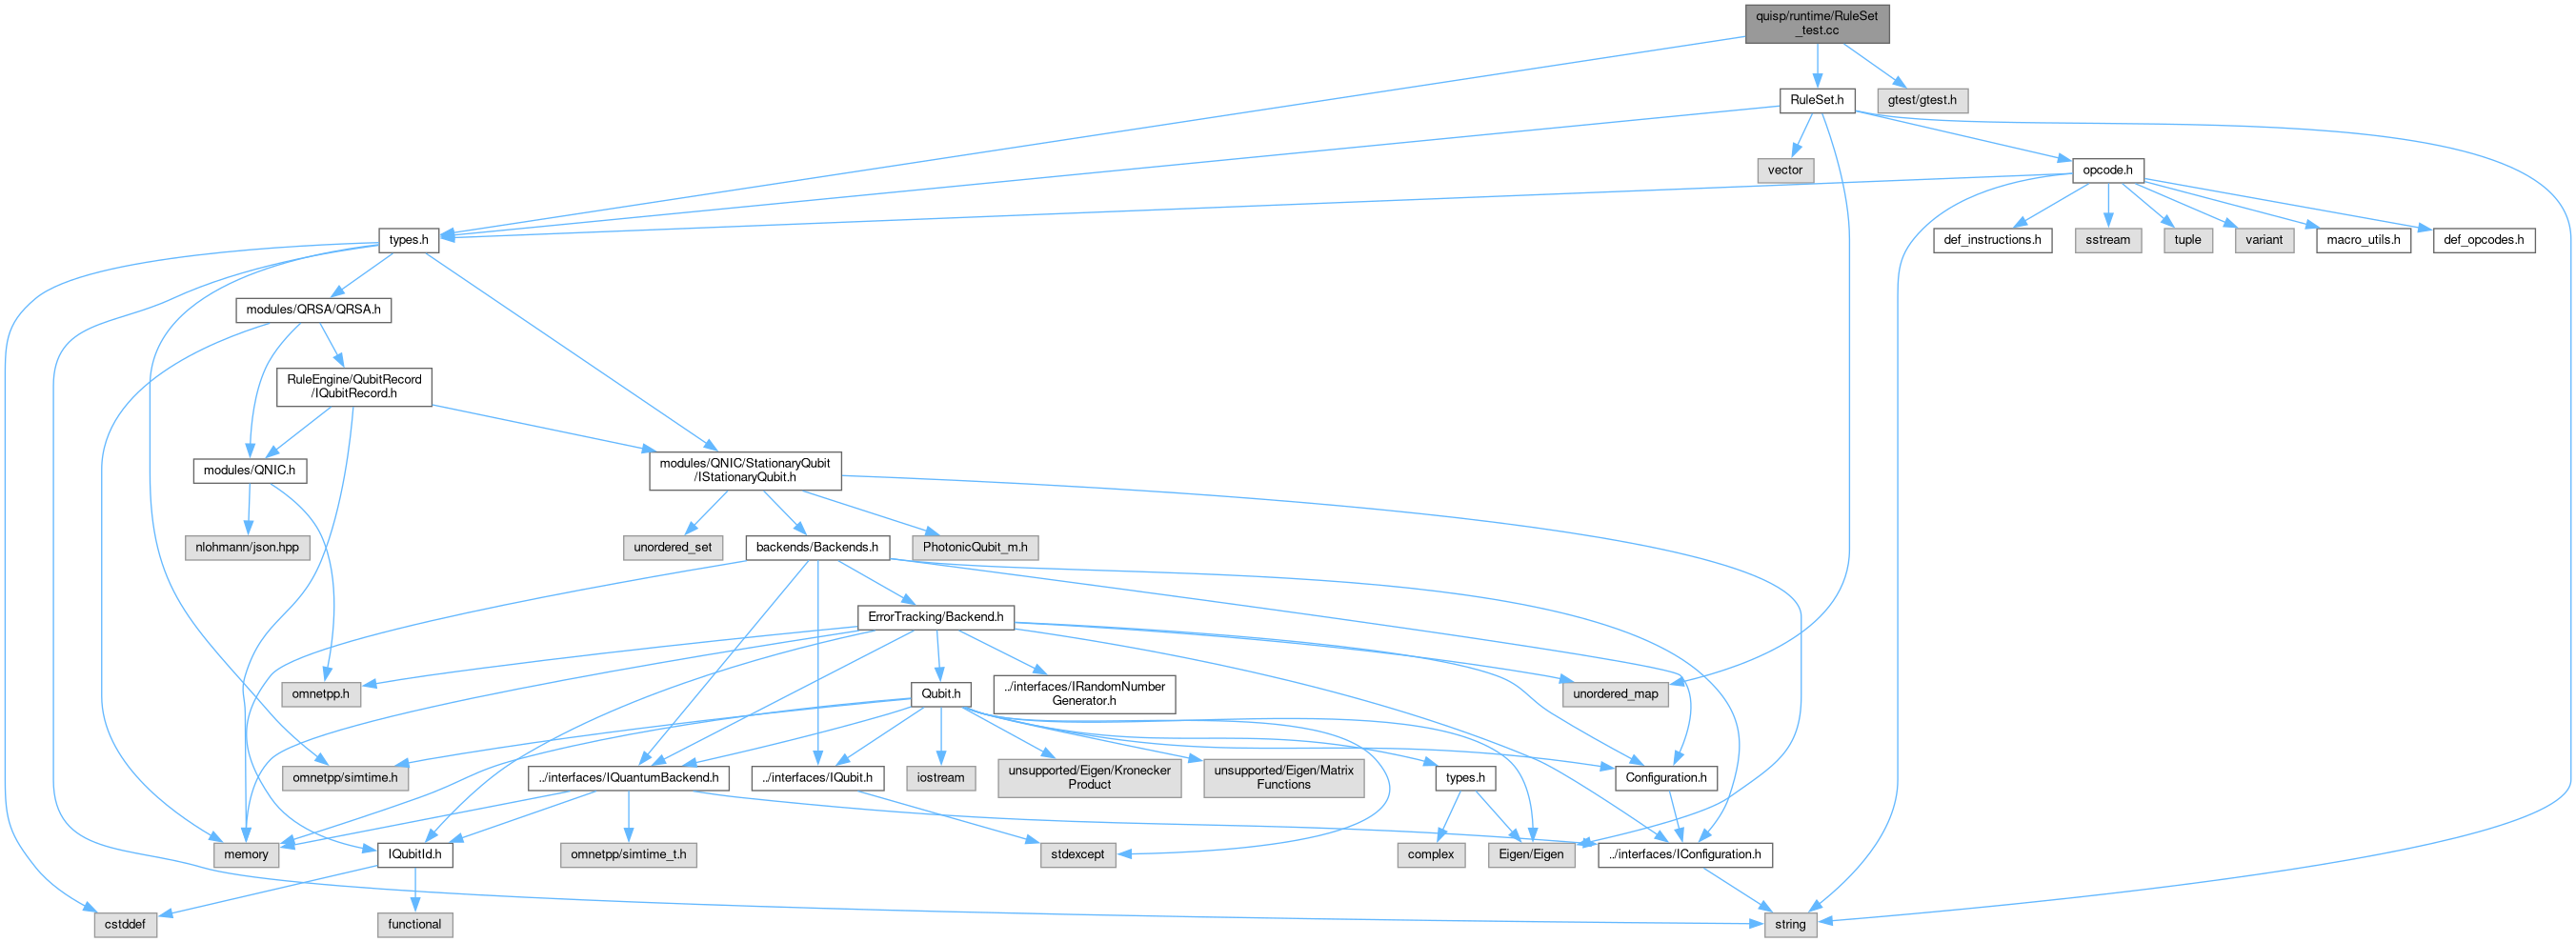 quisp/runtime/RuleSet
_test.cc
RuleSet.h
gtest/gtest.h
vector
opcode.h
types.h
def_instructions.h
sstream
tuple
variant
macro_utils.h
def_opcodes.h
modules/QRSA/QRSA.h
RuleEngine/QubitRecord
/IQubitRecord.h
modules/QNIC.h
modules/QNIC/StationaryQubit
/IStationaryQubit.h
nlohmann/json.hpp
unordered_set
backends/Backends.h
PhotonicQubit_m.h
ErrorTracking/Backend.h
omnetpp.h
Qubit.h
../interfaces/IRandomNumber
Generator.h
unordered_map
omnetpp/simtime.h
../interfaces/IQuantumBackend.h
../interfaces/IQubit.h
iostream
unsupported/Eigen/Kronecker
Product
unsupported/Eigen/Matrix
Functions
types.h
Configuration.h
memory
IQubitId.h
omnetpp/simtime_t.h
stdexcept
complex
Eigen/Eigen
../interfaces/IConfiguration.h
cstddef
functional
string